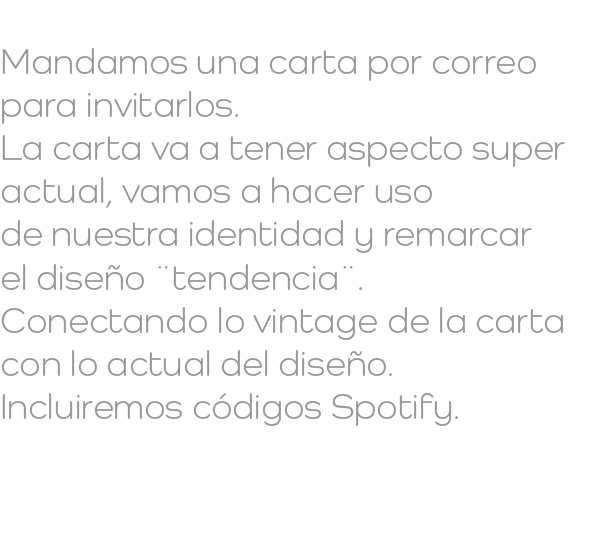 Mandamos una carta por correo
para invitarlos.
La carta va a tener aspecto super
actual, vamos a hacer uso
de nuestra identidad y remarcar
el diseño ¨tendencia¨.
Conectando lo vintage de la carta
con lo actual del diseño.
Incluiremos códigos Spotify.